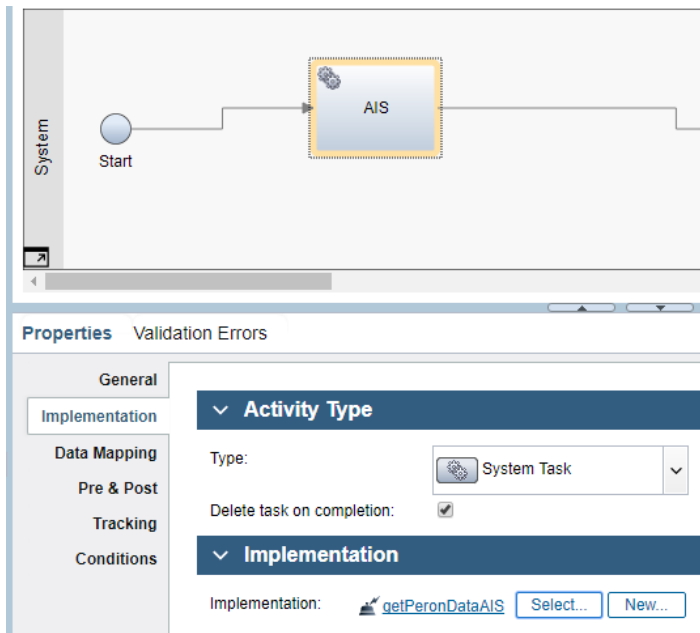 AIS
System
Start
Properties Validation Errors
General
Implementation
Data Mapping
Pre & Post
Tracking
Conditions
Activity Type
Type: System Task
Delete task on completion:
Implementation
Implementation: getPeronDataAIS Select... New...